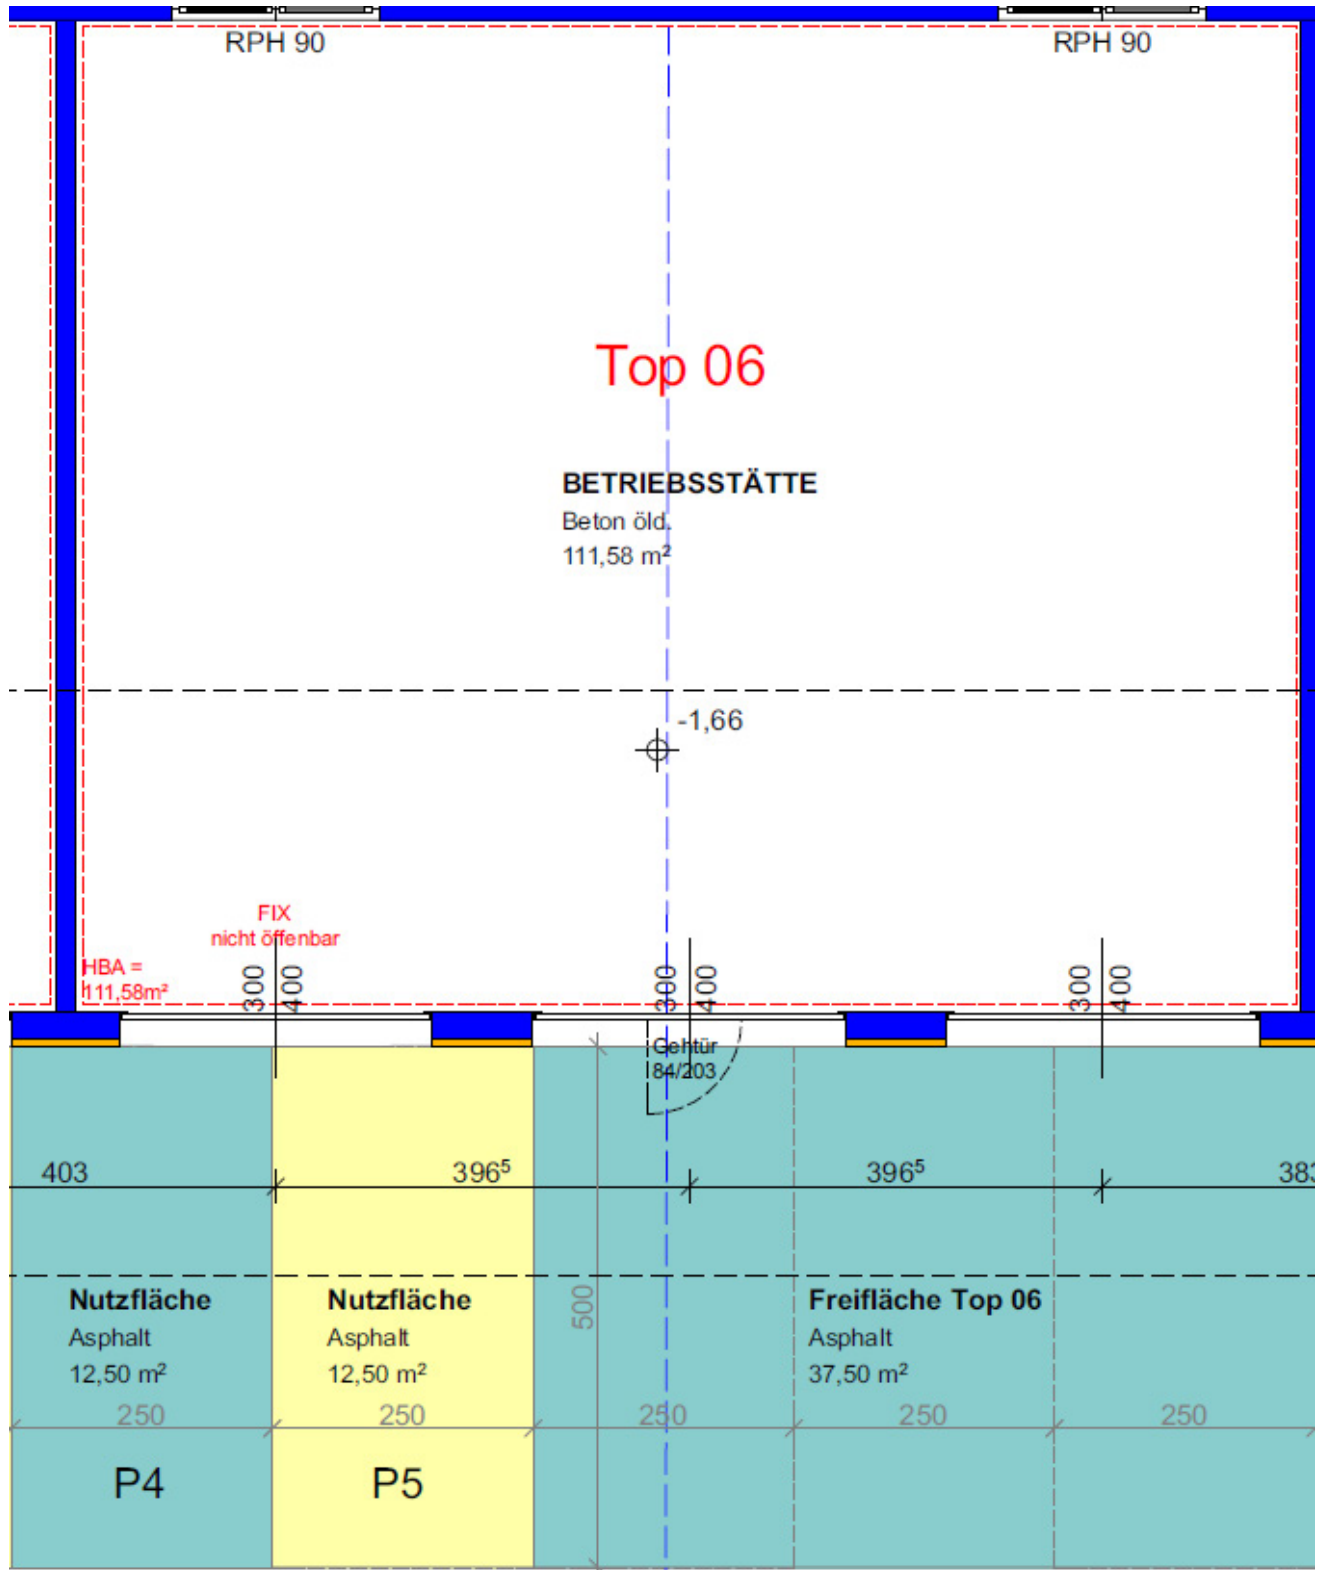 RPH 90
RPH 90
Top 06
BETRIEBSSTÄTTE
Beton öld.
111,58 m²
-1,66
FIX
nicht öffenbar
HBA =
111,58m²
300
400
300
400
300
400
Gehtür
84/203
403
396⁵
396⁵
383
500
Nutzfläche
Asphalt
12,50 m²
Nutzfläche
Asphalt
12,50 m²
Freifläche Top 06
Asphalt
37,50 m²
250
250
250
250
250
P4
P5